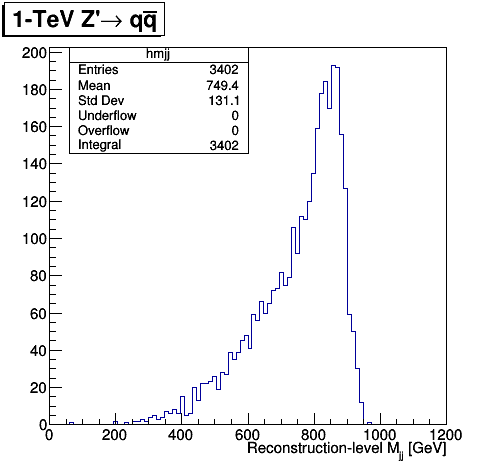 1-TeV Z'→ qq̅
hmjj
Entries 3402
Mean 749.4
Std Dev 131.1
Underflow 0
Overflow 0
Integral 3402
200
180
160
140
120
100
80
60
40
20
0
0 200 400 600 800 1000 1200
Reconstruction-level Mjj [GeV]